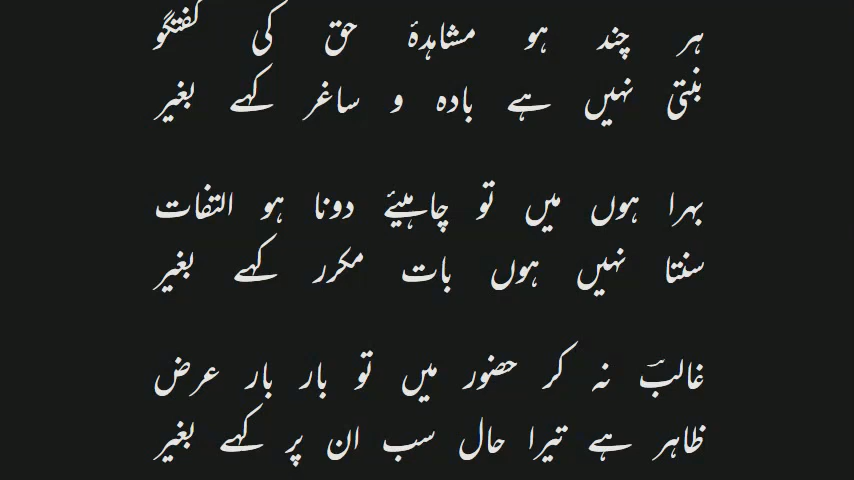 ہر چند ہو مشاہدۂ حق کی گفتگو
بنتی نہیں ہے بادہ و ساغر کہے بغیر
بہرا ہوں میں تو چاہیئے دونا ہو التفات
سنتا نہیں ہوں بات مکرر کہے بغیر
غالبؔ نہ کر حضور میں تو بار بار عرض
ظاہر ہے تیرا حال سب ان پر کہے بغیر